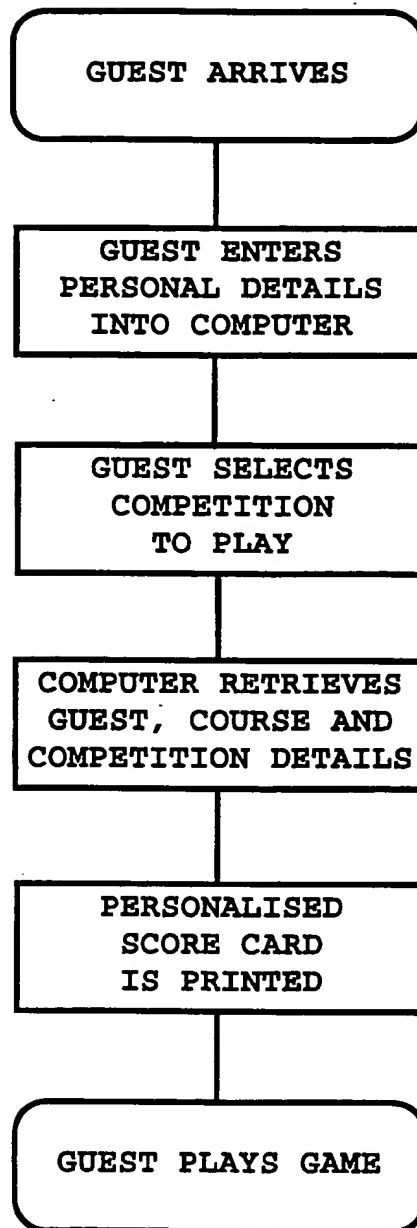 GUEST ARRIVES
GUEST ENTERS
PERSONAL DETAILS
INTO COMPUTER
GUEST SELECTS
COMPETITION
TO PLAY
COMPUTER RETRIEVES
GUEST, COURSE AND
COMPETITION DETAILS
PERSONALISED
SCORE CARD
IS PRINTED
GUEST PLAYS GAME